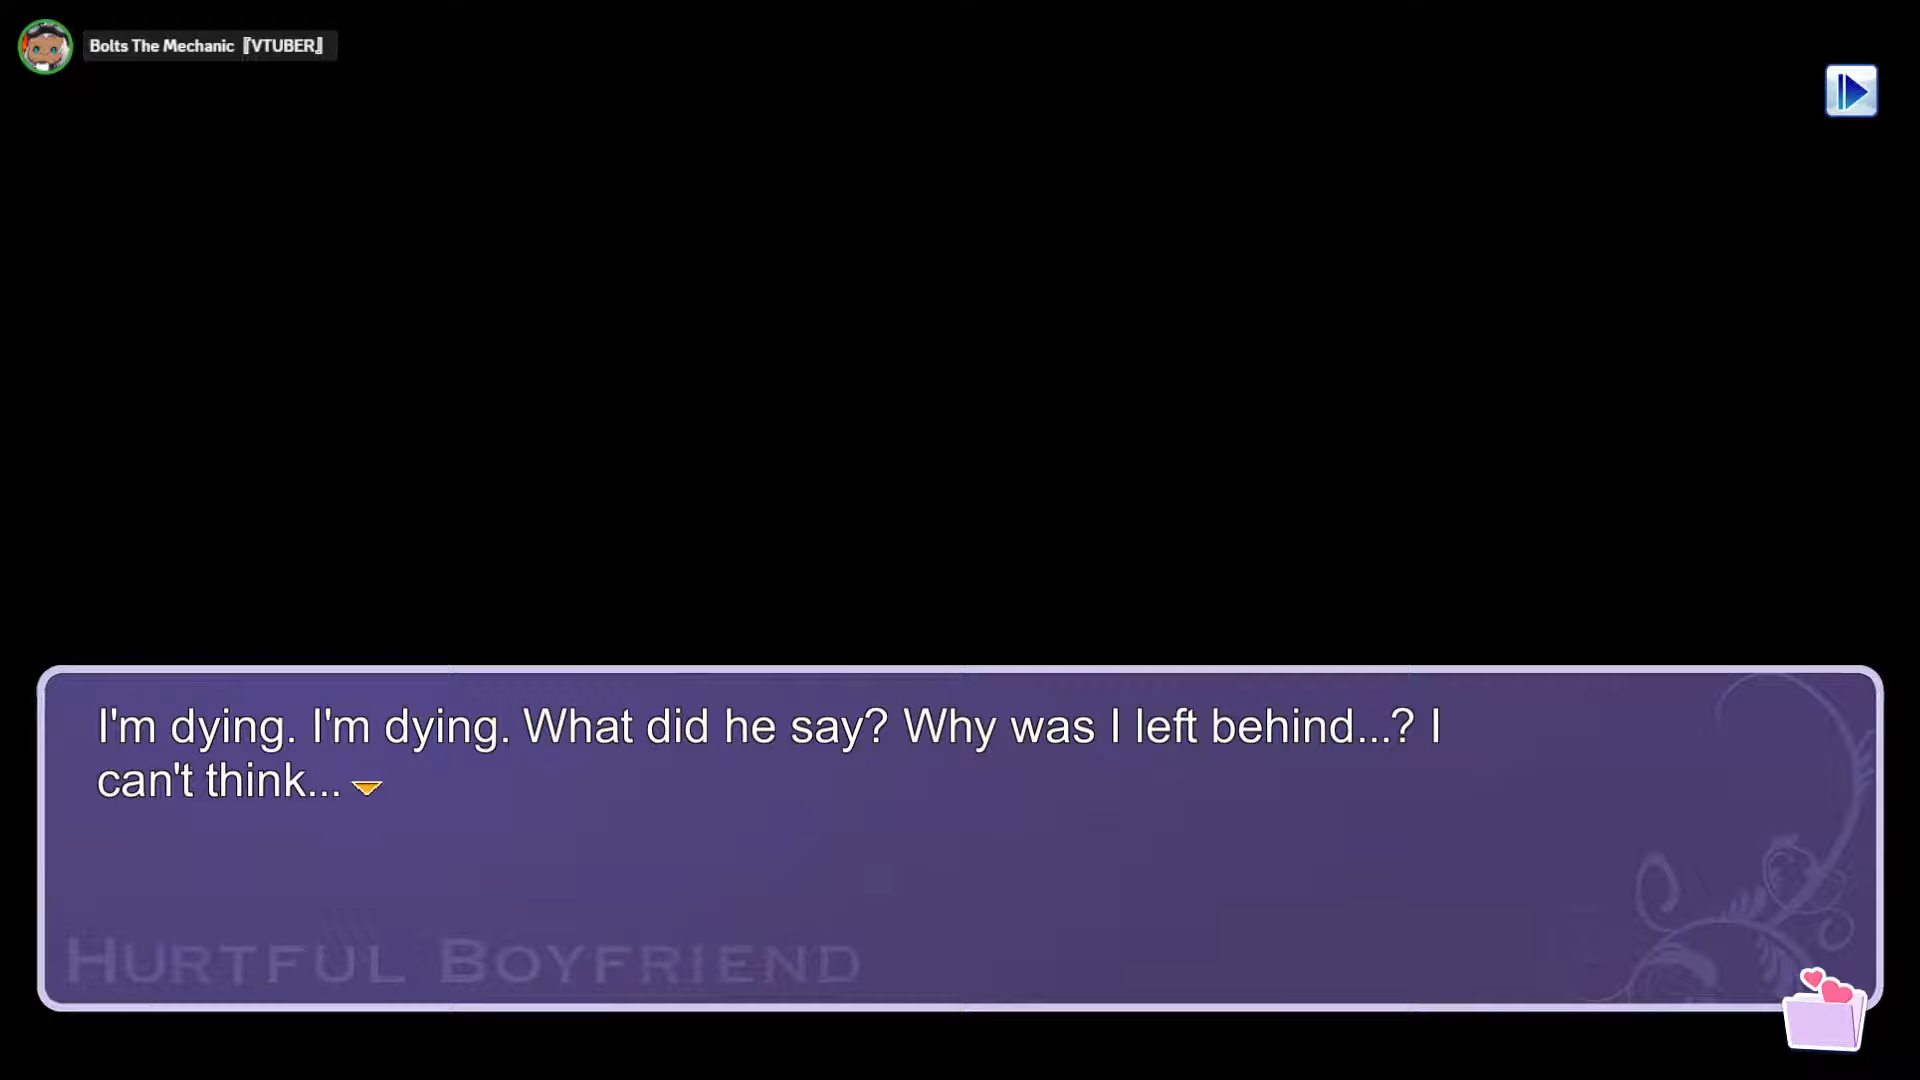 Bolts The Mechanic『VTUBER』
I'm dying. I'm dying. What did he say? Why was I left behind...? I
can't think...
HURTFUL BOYFRIEND